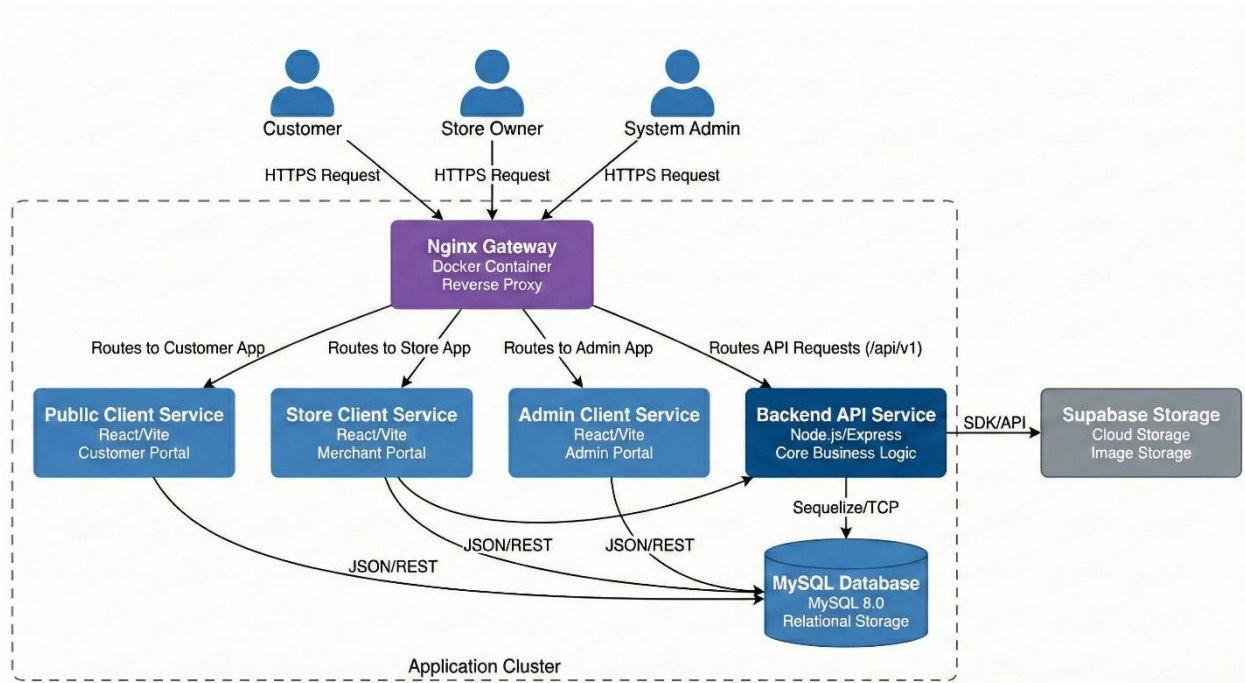 Customer
Store Owner
System Admin
HTTPS Request
HTTPS Request
HTTPS Request
Nginx Gateway
Docker Container
Reverse Proxy
Routes to Customer App
Routes to Store App
Routes to Admin App
Routes API Requests (/api/v1)
Public Client Service
React/Vite
Customer Portal
Store Client Service
React/Vite
Merchant Portal
Admin Client Service
React/Vite
Admin Portal
Backend API Service
Node.js/Express
Core Business Logic
SDK/API
Supabase Storage
Cloud Storage
Image Storage
Sequelize/TCP
JSON/REST
JSON/REST
JSON/REST
MySQL Database
MySQL 8.0
Relational Storage
Application Cluster